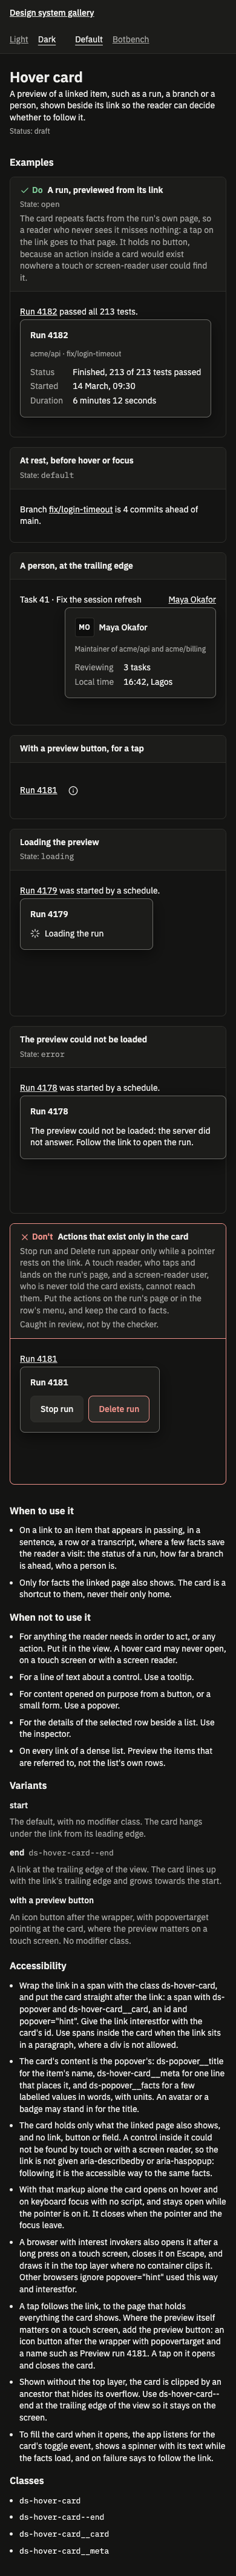 Design system gallery
Light Dark Default Botbench
Hover card
A preview of a linked item, such as a run, a branch or a
person, shown beside its link so the reader can decide
whether to follow it.
Status: draft
Examples
Do A run, previewed from its link
State: open
The card repeats facts from the run's own page, so
a reader who never sees it misses nothing: a tap on
the link goes to that page. It holds no button,
because an action inside a card would exist
nowhere a touch or screen-reader user could find
it.
Run 4182 passed all 213 tests.
Run 4182
acme/api · fix/login-timeout
Status Finished, 213 of 213 tests passed
Started 14 March, 09:30
Duration 6 minutes 12 seconds
At rest, before hover or focus
State: default
Branch fix/login-timeout is 4 commits ahead of
main.
A person, at the trailing edge
Task 41 · Fix the session refresh Maya Okafor
MO Maya Okafor
Maintainer of acme/api and acme/billing
Reviewing 3 tasks
Local time 16:42, Lagos
With a preview button, for a tap
Run 4181
Loading the preview
State: loading
Run 4179 was started by a schedule.
Run 4179
Loading the run
The preview could not be loaded
State: error
Run 4178 was started by a schedule.
Run 4178
The preview could not be loaded: the server did
not answer. Follow the link to open the run.
Don't Actions that exist only in the card
Stop run and Delete run appear only while a pointer
rests on the link. A touch reader, who taps and
lands on the run's page, and a screen-reader user,
who is never told the card exists, cannot reach
them. Put the actions on the run's page or in the
row's menu, and keep the card to facts.
Caught in review, not by the checker.
Run 4181
Run 4181
Stop run Delete run
When to use it
On a link to an item that appears in passing, in a
sentence, a row or a transcript, where a few facts save
the reader a visit: the status of a run, how far a branch
is ahead, who a person is.
Only for facts the linked page also shows. The card is a
shortcut to them, never their only home.
When not to use it
For anything the reader needs in order to act, or any
action. Put it in the view. A hover card may never open,
on a touch screen or with a screen reader.
For a line of text about a control. Use a tooltip.
For content opened on purpose from a button, or a
small form. Use a popover.
For the details of the selected row beside a list. Use
the inspector.
On every link of a dense list. Preview the items that
are referred to, not the list's own rows.
Variants
start
The default, with no modifier class. The card hangs
under the link from its leading edge.
end ds-hover-card--end
A link at the trailing edge of the view. The card lines up
with the link's trailing edge and grows towards the start.
with a preview button
An icon button after the wrapper, with popovertarget
pointing at the card, where the preview matters on a
touch screen. No modifier class.
Accessibility
Wrap the link in a span with the class ds-hover-card,
and put the card straight after the link: a span with ds-
popover and ds-hover-card__card, an id and
popover="hint". Give the link interestfor with the
card's id. Use spans inside the card when the link sits
in a paragraph, where a div is not allowed.
The card's content is the popover's: ds-popover__title
for the item's name, ds-hover-card__meta for one line
that places it, and ds-popover__facts for a few
labelled values in words, with units. An avatar or a
badge may stand in for the title.
The card holds only what the linked page also shows,
and no link, button or field. A control inside it could
not be found by touch or with a screen reader, so the
link is not given aria-describedby or aria-haspopup:
following it is the accessible way to the same facts.
With that markup alone the card opens on hover and
on keyboard focus with no script, and stays open while
the pointer is on it. It closes when the pointer and the
focus leave.
A browser with interest invokers also opens it after a
long press on a touch screen, closes it on Escape, and
draws it in the top layer where no container clips it.
Other browsers ignore popover="hint" used this way
and interestfor.
A tap follows the link, to the page that holds
everything the card shows. Where the preview itself
matters on a touch screen, add the preview button: an
icon button after the wrapper with popovertarget and
a name such as Preview run 4181. A tap on it opens
and closes the card.
Shown without the top layer, the card is clipped by an
ancestor that hides its overflow. Use ds-hover-card--
end at the trailing edge of the view so it stays on the
screen.
To fill the card when it opens, the app listens for the
card's toggle event, shows a spinner with its text while
the facts load, and on failure says to follow the link.
Classes
ds-hover-card
ds-hover-card--end
ds-hover-card__card
ds-hover-card__meta